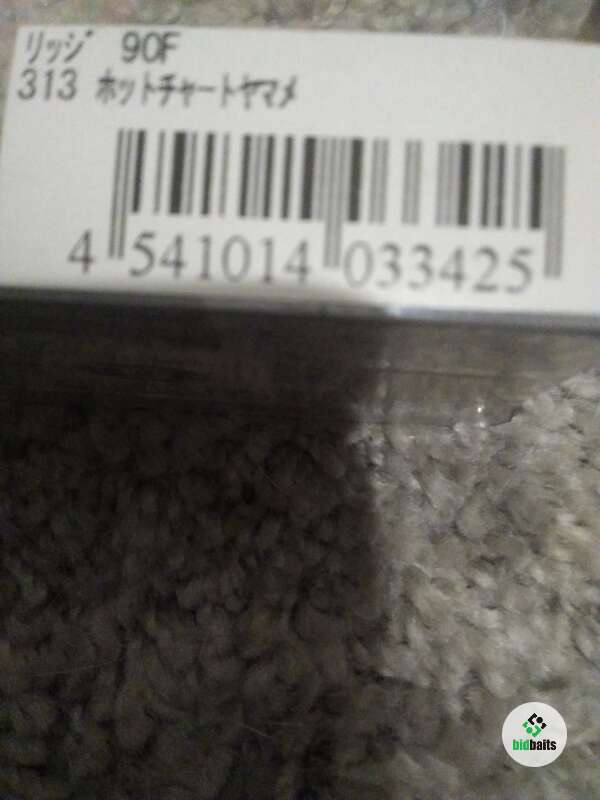 ﾘｯｼﾞ 90F
313 ﾎｯﾄﾁｬｰﾄﾔﾏﾒ
4 541014 033425
bidbaits